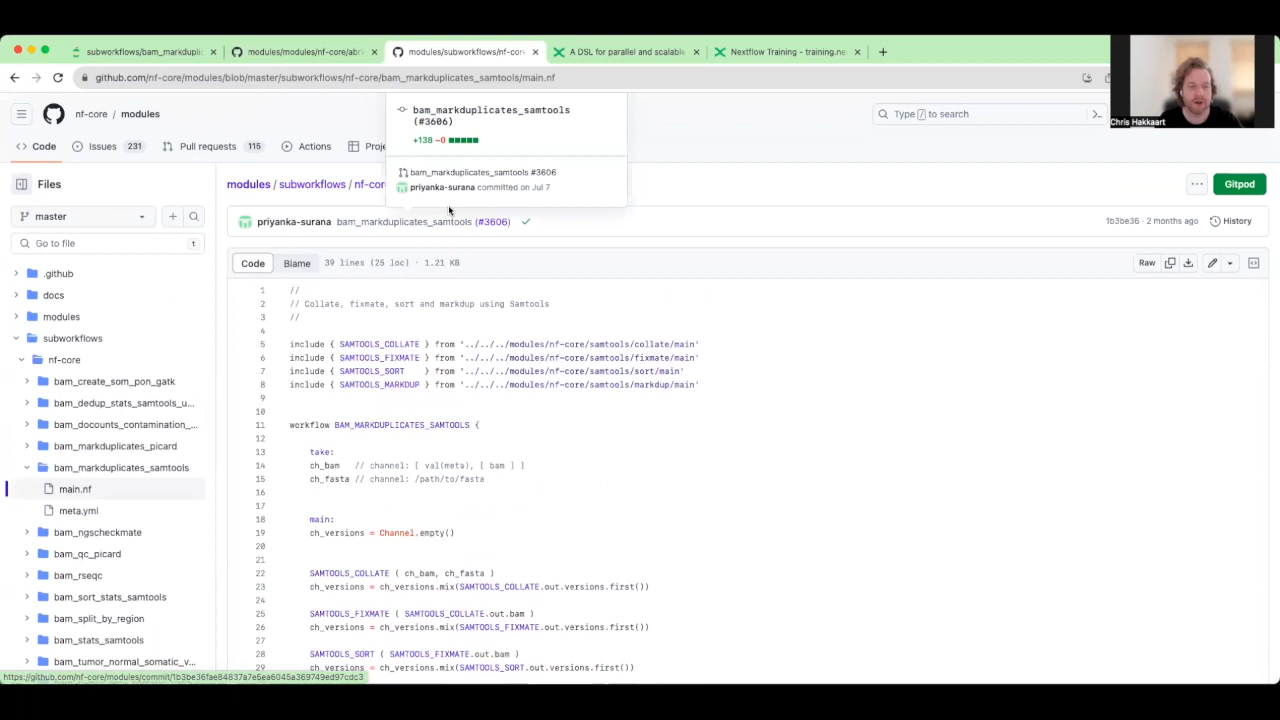 subworkflows/bam_markduplic
modules/modules/nf-core/abri
modules/subworkflows/nf-core
A DSL for parallel and scalable
Nextflow Training - training.ne
github.com/nf-core/modules/blob/master/subworkflows/nf-core/bam_markduplicates_samtools/main.nf
Chris Hakkaart
nf-core / modules
Type / to search
Code
Issues 231
Pull requests 115
Actions
Proje
bam_markduplicates_samtools
(#3606)
+138 −0
bam_markduplicates_samtools #3606
priyanka-surana committed on Jul 7
Files
master
Go to file
t
modules / subworkflows / nf-cor
Gitpod
priyanka-surana bam_markduplicates_samtools (#3606)
1b3be36 · 2 months ago
History
Code
Blame
39 lines (25 loc) · 1.21 KB
Raw
.github
docs
modules
subworkflows
nf-core
bam_create_som_pon_gatk
bam_dedup_stats_samtools_u...
bam_docounts_contamination_...
bam_markduplicates_picard
bam_markduplicates_samtools
main.nf
meta.yml
bam_ngscheckmate
bam_qc_picard
bam_rseqc
bam_sort_stats_samtools
bam_split_by_region
bam_stats_samtools
bam_tumor_normal_somatic_v...
1 //
2 // Collate, fixmate, sort and markdup using Samtools
3 //
4
5 include { SAMTOOLS_COLLATE } from '../../../modules/nf-core/samtools/collate/main'
6 include { SAMTOOLS_FIXMATE } from '../../../modules/nf-core/samtools/fixmate/main'
7 include { SAMTOOLS_SORT } from '../../../modules/nf-core/samtools/sort/main'
8 include { SAMTOOLS_MARKDUP } from '../../../modules/nf-core/samtools/markdup/main'
9
10
11 workflow BAM_MARKDUPLICATES_SAMTOOLS {
12
13 take:
14 ch_bam // channel: [ val(meta), [ bam ] ]
15 ch_fasta // channel: /path/to/fasta
16
17
18 main:
19 ch_versions = Channel.empty()
20
21
22 SAMTOOLS_COLLATE ( ch_bam, ch_fasta )
23 ch_versions = ch_versions.mix(SAMTOOLS_COLLATE.out.versions.first())
24
25 SAMTOOLS_FIXMATE ( SAMTOOLS_COLLATE.out.bam )
26 ch_versions = ch_versions.mix(SAMTOOLS_FIXMATE.out.versions.first())
27
28 SAMTOOLS_SORT ( SAMTOOLS_FIXMATE.out.bam )
29 ch_versions = ch_versions.mix(SAMTOOLS_SORT.out.versions.first())
https://github.com/nf-core/modules/commit/1b3be36fae84837a7e5ea6045a369749ed97cdc3